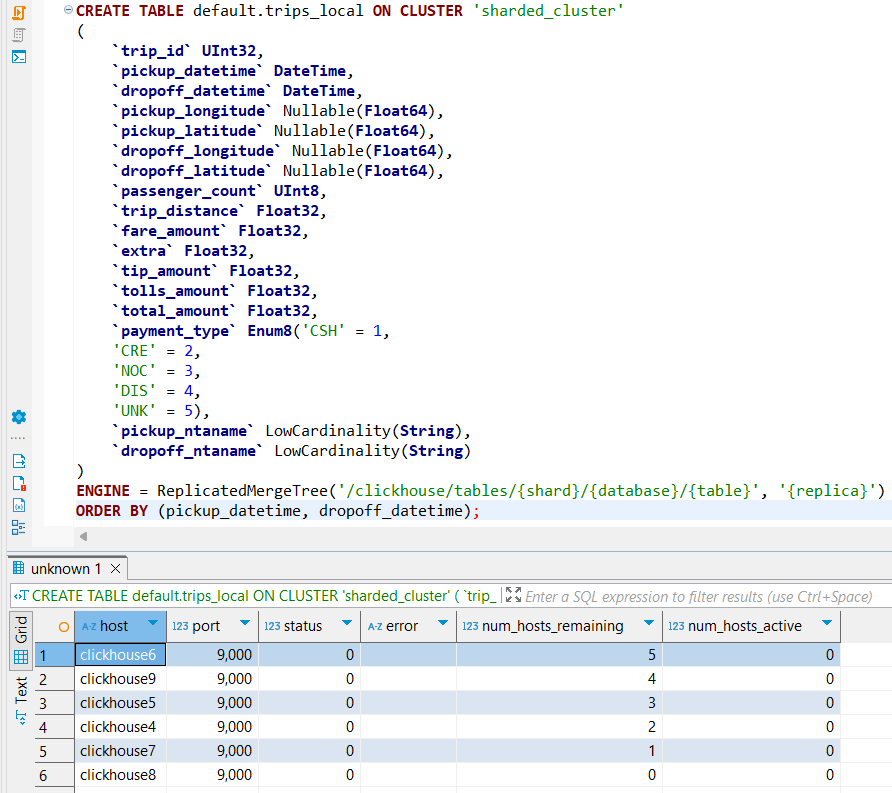 CREATE TABLE default.trips_local ON CLUSTER 'sharded_cluster'
(
`trip_id` UInt32,
`pickup_datetime` DateTime,
`dropoff_datetime` DateTime,
`pickup_longitude` Nullable(Float64),
`pickup_latitude` Nullable(Float64),
`dropoff_longitude` Nullable(Float64),
`dropoff_latitude` Nullable(Float64),
`passenger_count` UInt8,
`trip_distance` Float32,
`fare_amount` Float32,
`extra` Float32,
`tip_amount` Float32,
`tolls_amount` Float32,
`total_amount` Float32,
`payment_type` Enum8('CSH' = 1,
'CRE' = 2,
'NOC' = 3,
'DIS' = 4,
'UNK' = 5),
`pickup_ntaname` LowCardinality(String),
`dropoff_ntaname` LowCardinality(String)
)
ENGINE = ReplicatedMergeTree('/clickhouse/tables/{shard}/{database}/{table}', '{replica}')
ORDER BY (pickup_datetime, dropoff_datetime);
unknown 1
CREATE TABLE default.trips_local ON CLUSTER 'sharded_cluster' ( `trip_ Enter a SQL expression to filter results (use Ctrl+Space)
Grid
Text
A-Z host 123 port 123 status A-Z error 123 num_hosts_remaining 123 num_hosts_active
1 clickhouse6 9,000 0 5 0
2 clickhouse9 9,000 0 4 0
3 clickhouse5 9,000 0 3 0
4 clickhouse4 9,000 0 2 0
5 clickhouse7 9,000 0 1 0
6 clickhouse8 9,000 0 0 0